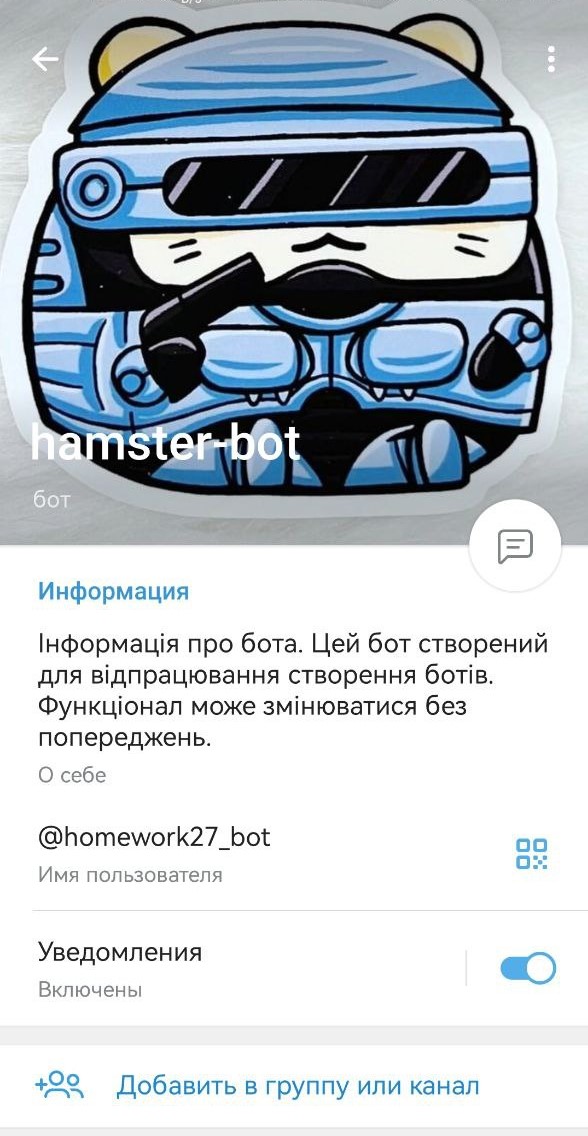 hamster-bot
бот
Информация
Інформація про бота. Цей бот створений
для відпрацювання створення ботів.
Функціонал може змінюватися без
попереджень.
О себе
@homework27_bot
Имя пользователя
Уведомления
Включены
Добавить в группу или канал